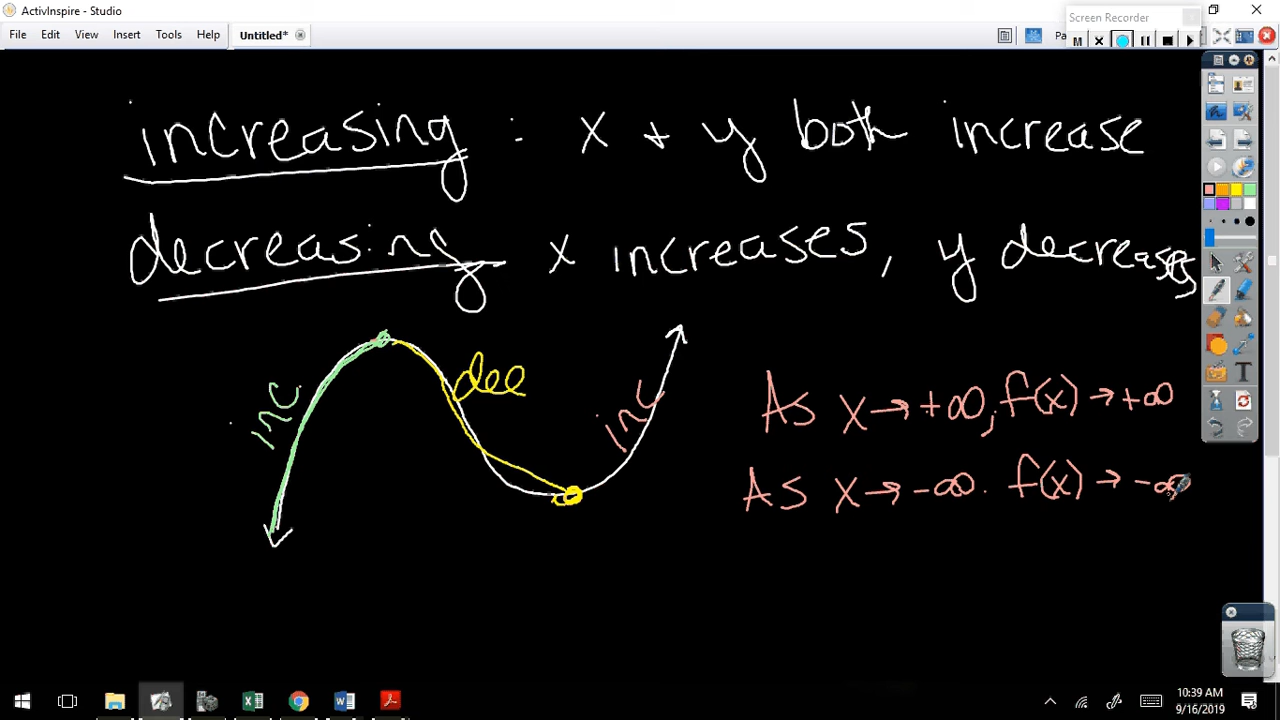 ActivInspire - Studio
Screen Recorder
File Edit View Insert Tools Help Untitled*
increasing : x + y both increase
decreasing x increases, y decreases
inc
dec
inc
As x → +∞, f(x) → +∞
As x → -∞. f(x) → -∞
10:39 AM
9/16/2019